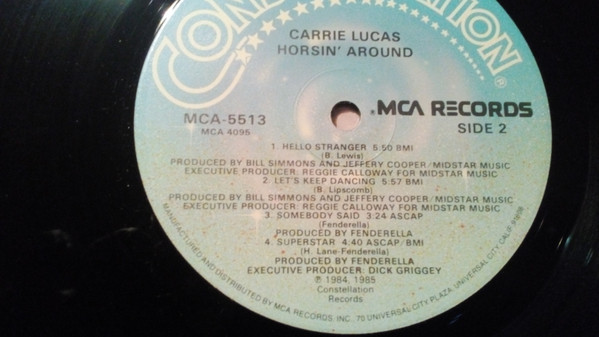 CARRIE LUCAS
HORSIN' AROUND
MCA-5513
MCA 4095
MCA RECORDS
SIDE 2
1. HELLO STRANGER 5:50 BMI
(B. Lewis)
PRODUCED BY BILL SIMMONS AND JEFFERY COOPER/MIDSTAR MUSIC
EXECUTIVE PRODUCER: REGGIE CALLOWAY FOR MIDSTAR MUSIC
2. LET'S KEEP DANCING 5:57 BMI
(B. Lipscomb)
PRODUCED BY BILL SIMMONS AND JEFFERY COOPER/MIDSTAR MUSIC
EXECUTIVE PRODUCER: REGGIE CALLOWAY FOR MIDSTAR MUSIC
3. SOMEBODY SAID 3:24 ASCAP
(Fenderella)
PRODUCED BY FENDERELLA
4. SUPERSTAR 4:40 ASCAP/BMI
(H. Lane-Fenderella)
PRODUCED BY FENDERELLA
EXECUTIVE PRODUCER: DICK GRIGGEY
℗ 1984, 1985
Constellation
Records
MANUFACTURED AND DISTRIBUTED BY MCA RECORDS, INC., 70 UNIVERSAL CITY PLAZA, UNIVERSAL CITY, CALIF.